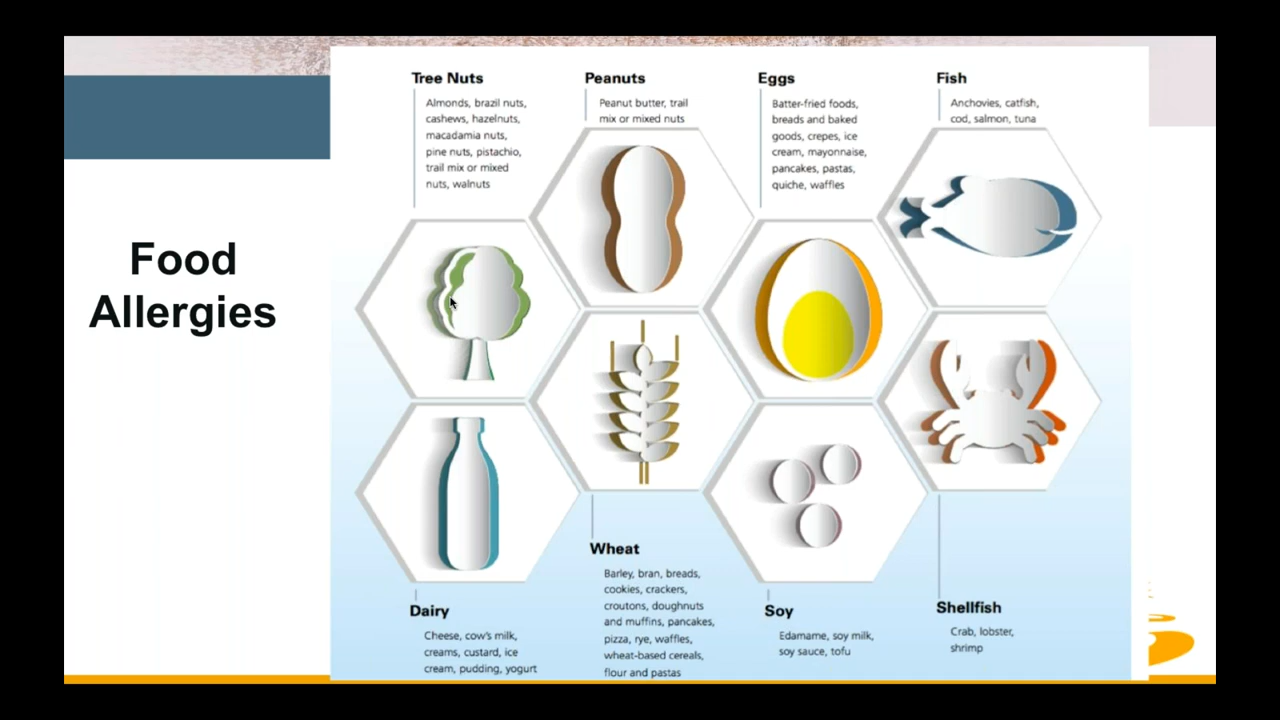 Food
Allergies
Tree Nuts
Almonds, brazil nuts,
cashews, hazelnuts,
macadamia nuts,
pine nuts, pistachio,
trail mix or mixed
nuts, walnuts
Peanuts
Peanut butter, trail
mix or mixed nuts
Eggs
Batter-fried foods,
breads and baked
goods, crepes, ice
cream, mayonnaise,
pancakes, pastas,
quiche, waffles
Fish
Anchovies, catfish,
cod, salmon, tuna
Dairy
Cheese, cow's milk,
creams, custard, ice
cream, pudding, yogurt
Wheat
Barley, bran, breads,
cookies, crackers,
croutons, doughnuts
and muffins, pancakes,
pizza, rye, waffles,
wheat-based cereals,
flour and pastas
Soy
Edamame, soy milk,
soy sauce, tofu
Shellfish
Crab, lobster,
shrimp